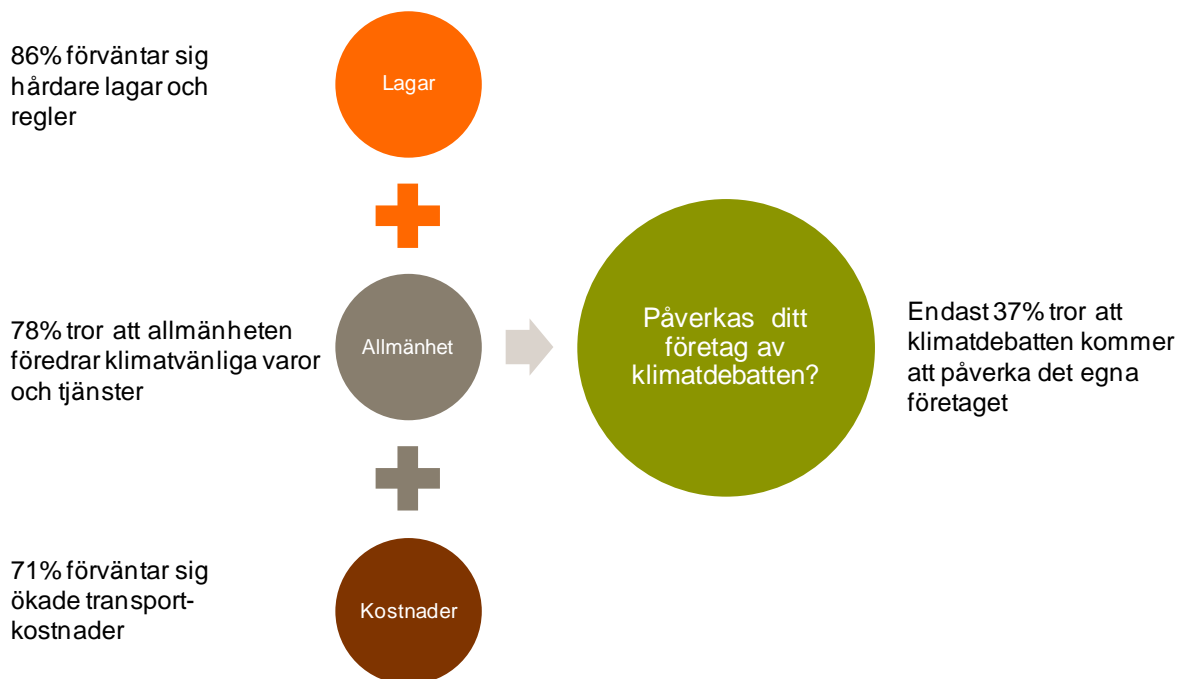 86% förväntar sig
hårdare lagar och
regler
Lagar
78% tror att allmänheten
föredrar klimatvänliga varor
och tjänster
Allmänhet
Påverkas ditt
företag av
klimatdebatten?
Endast 37% tror att
klimatdebatten kommer
att påverka det egna
företaget
71% förväntar sig
ökade transport-
kostnader
Kostnader